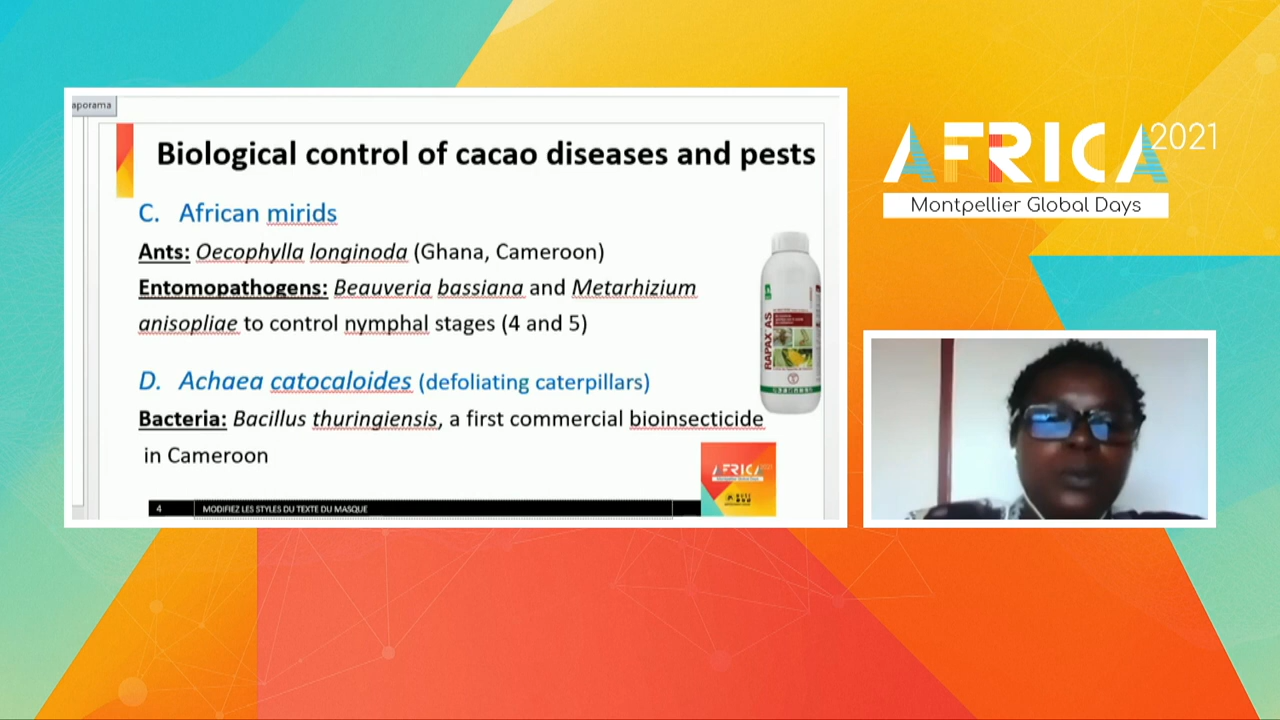 aporama
Biological control of cacao diseases and pests
C. African mirids
Ants: Oecophylla longinoda (Ghana, Cameroon)
Entomopathogens: Beauveria bassiana and Metarhizium
anisopliae to control nymphal stages (4 and 5)
D. Achaea catocaloides (defoliating caterpillars)
Bacteria: Bacillus thuringiensis, a first commercial bioinsecticide
in Cameroon
RAPAX AS
AFRICA
4 MODIFIEZ LES STYLES DU TEXTE DU MASQUE
AFRICA 2021
Montpellier Global Days